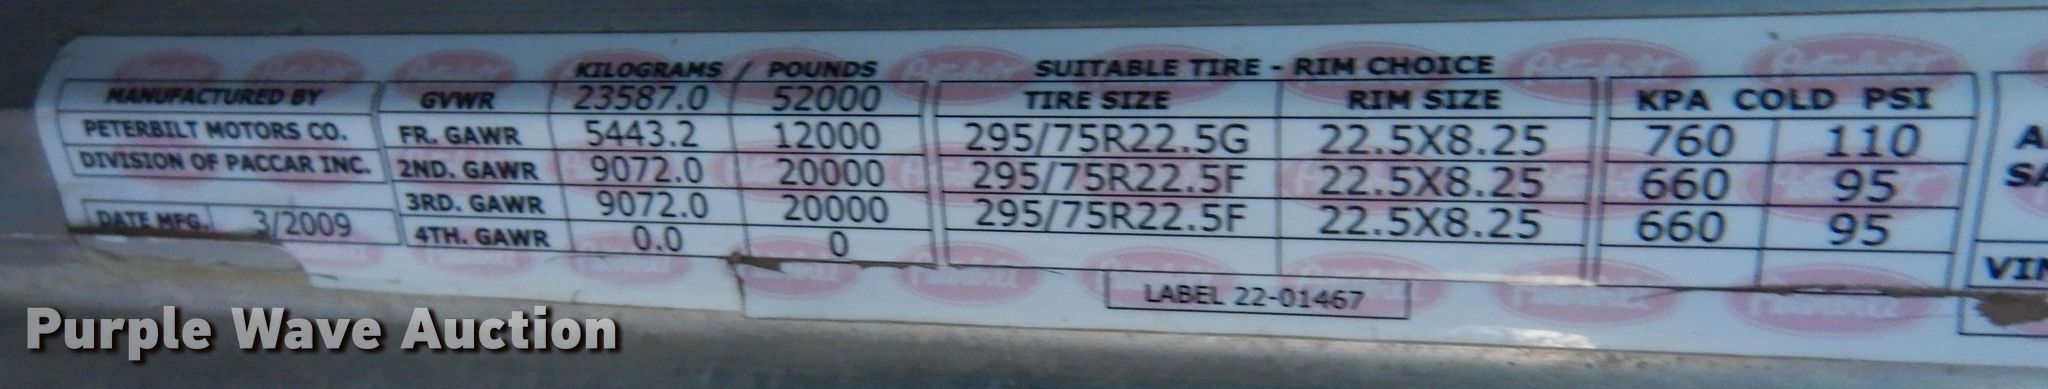 KILOGRAMS / POUNDS SUITABLE TIRE - RIM CHOICE
MANUFACTURED BY GVWR 23587.0 52000 TIRE SIZE RIM SIZE KPA COLD PSI
PETERBILT MOTORS CO. FR. GAWR 5443.2 12000 295/75R22.5G 22.5X8.25 760 110
DIVISION OF PACCAR INC. 2ND. GAWR 9072.0 20000 295/75R22.5F 22.5X8.25 660 95
3RD. GAWR 9072.0 20000 295/75R22.5F 22.5X8.25 660 95
DATE MFG. 3/2009 4TH. GAWR 0.0 0
VIN
LABEL 22-01467
Purple Wave Auction